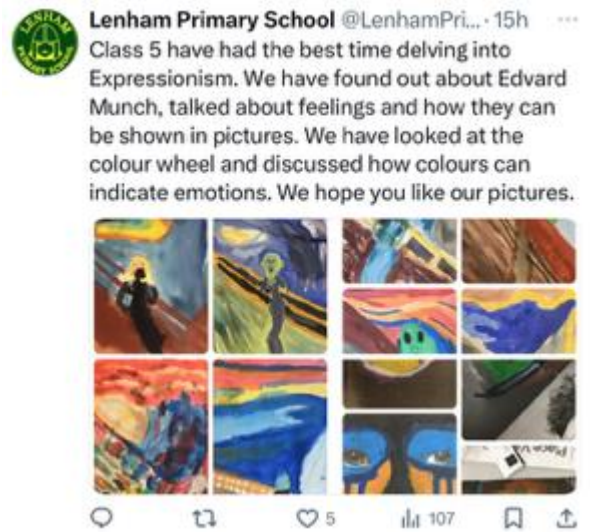 Lenham Primary School @LenhamPri... · 15h
Class 5 have had the best time delving into
Expressionism. We have found out about Edvard
Munch, talked about feelings and how they can
be shown in pictures. We have looked at the
colour wheel and discussed how colours can
indicate emotions. We hope you like our pictures.
5
107